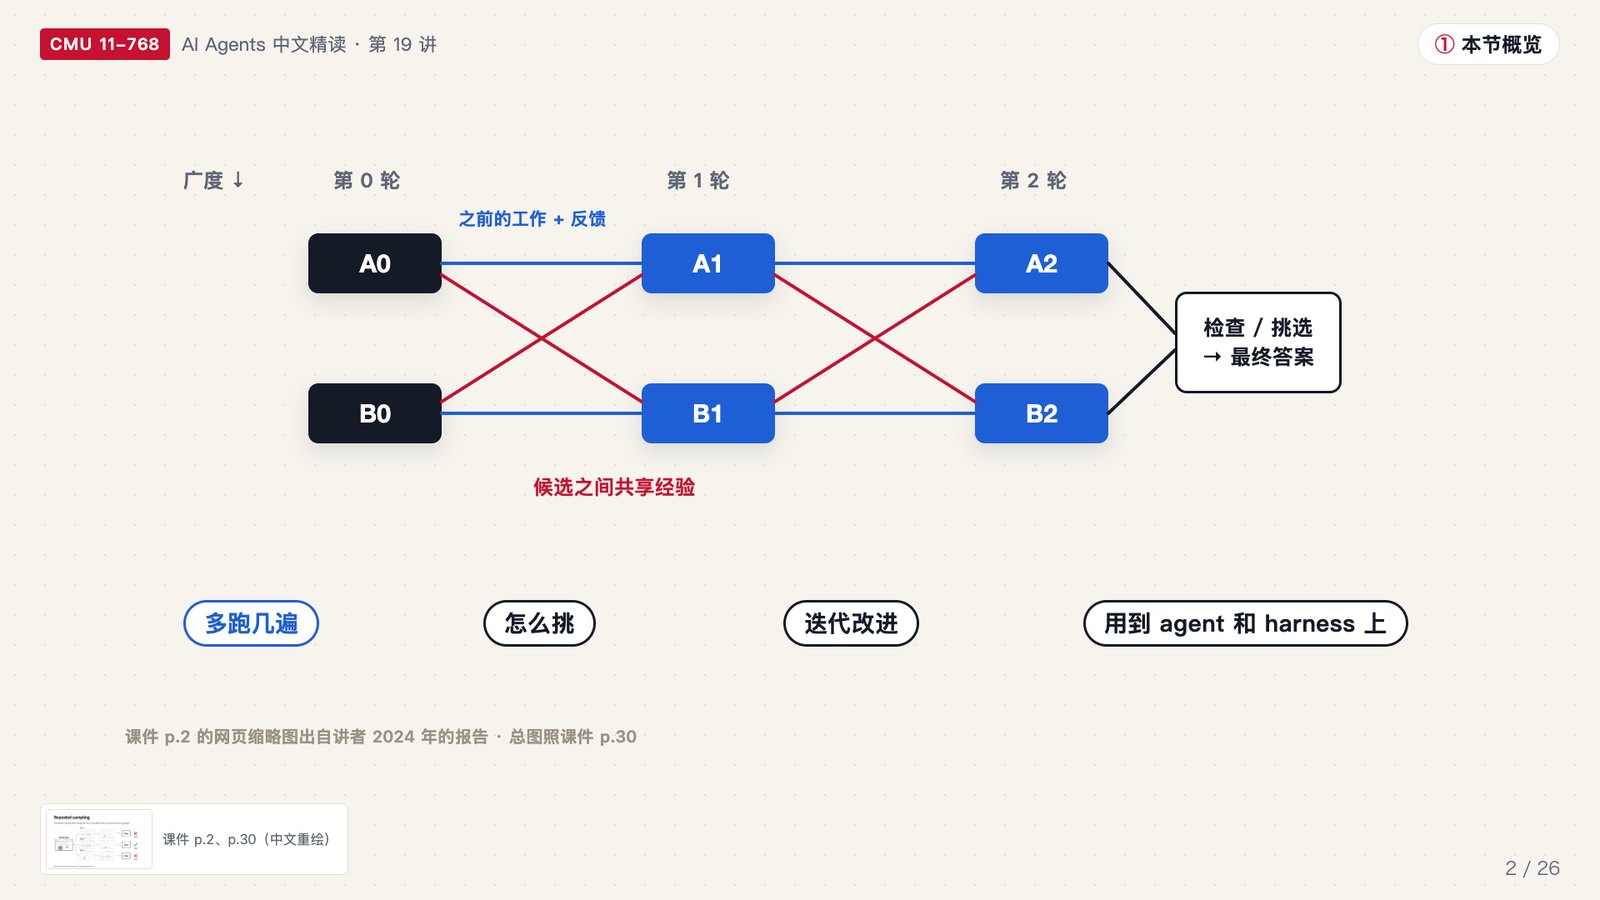 CMU 11-768 AI Agents 中文精读 · 第 19 讲
① 本节概览
广度 ↓ 第 0 轮 第 1 轮 第 2 轮
之前的工作 + 反馈
A0 A1 A2
检查 / 挑选
→ 最终答案
B0 B1 B2
候选之间共享经验
多跑几遍 怎么挑 迭代改进 用到 agent 和 harness 上
课件 p.2 的网页缩略图出自讲者 2024 年的报告 · 总图照课件 p.30
Repeated sampling
课件 p.2、p.30（中文重绘）
2 / 26